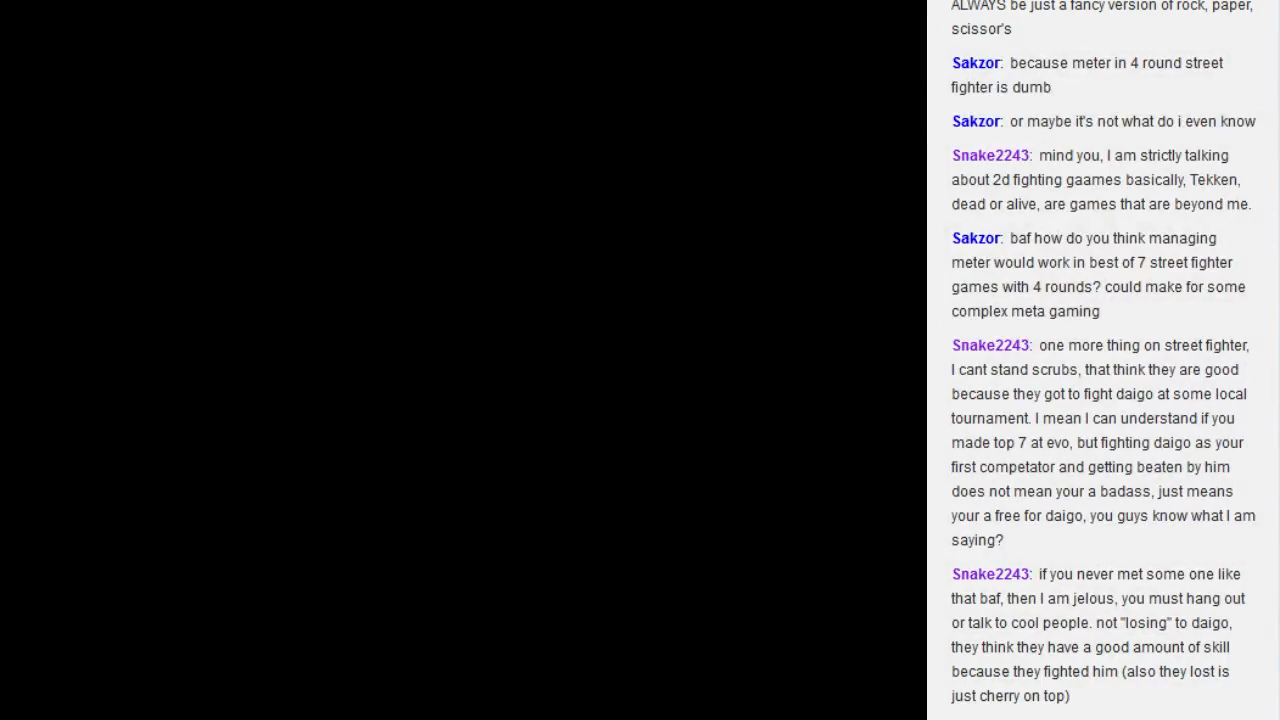 ALWAYS be just a fancy version of rock, paper,
scissor's
Sakzor: because meter in 4 round street
fighter is dumb
Sakzor: or maybe it's not what do i even know
Snake2243: mind you, I am strictly talking
about 2d fighting gaames basically, Tekken,
dead or alive, are games that are beyond me.
Sakzor: baf how do you think managing
meter would work in best of 7 street fighter
games with 4 rounds? could make for some
complex meta gaming
Snake2243: one more thing on street fighter,
I cant stand scrubs, that think they are good
because they got to fight daigo at some local
tournament. I mean I can understand if you
made top 7 at evo, but fighting daigo as your
first competator and getting beaten by him
does not mean your a badass, just means
your a free for daigo, you guys know what I am
saying?
Snake2243: if you never met some one like
that baf, then I am jelous, you must hang out
or talk to cool people. not "losing" to daigo,
they think they have a good amount of skill
because they fighted him (also they lost is
just cherry on top)